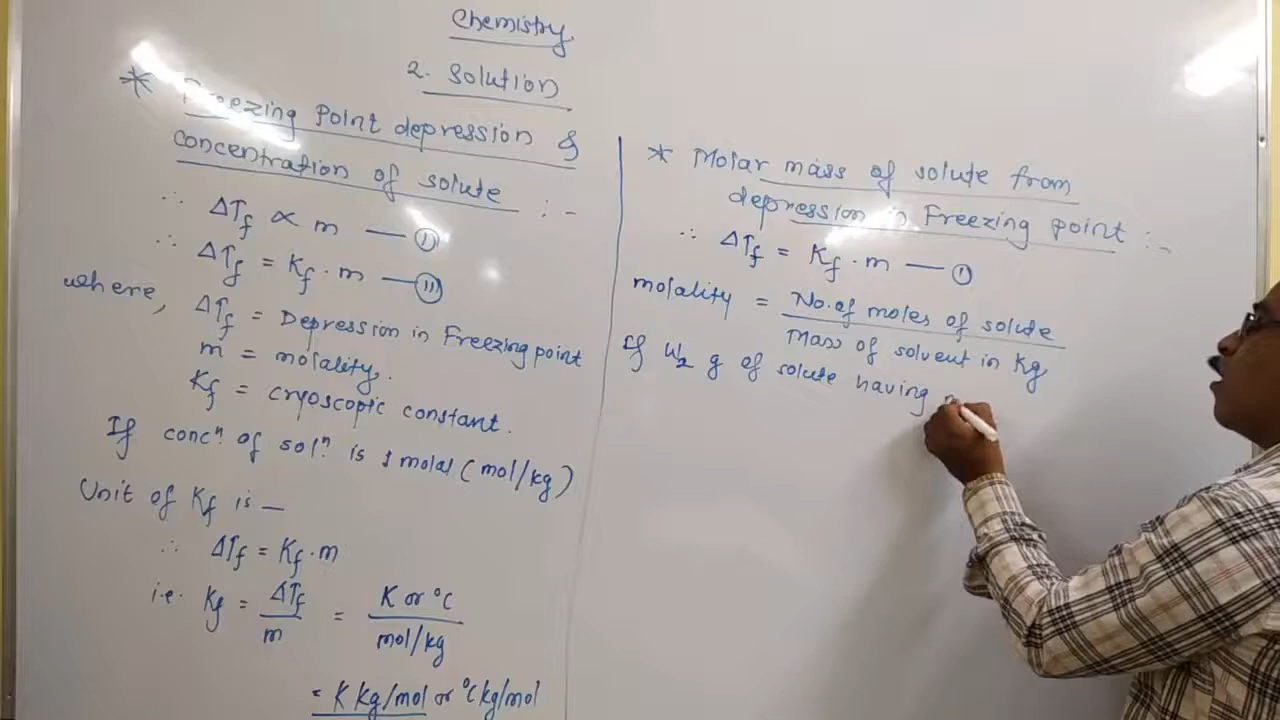 Chemistry
2. Solution
* Freezing Point depression &
concentration of solute :-
∴ ΔTf ∝ m — (I)
∴ ΔTf = Kf · m — (II)
where, ΔTf = Depression in Freezing point
m = molality.
Kf = cryoscopic constant.
If concⁿ of solⁿ is 1 molal (mol/kg)
Unit of Kf is —
∴ ΔTf = Kf · m
i.e. Kf = ΔTf / m = K or °C / mol/kg
= K kg/mol or °C kg/mol
* Molar mass of solute from
depression in Freezing point :-
∴ ΔTf = Kf · m — (I)
molality = No. of moles of solute / Mass of solvent in Kg
If W₂ g of solute having